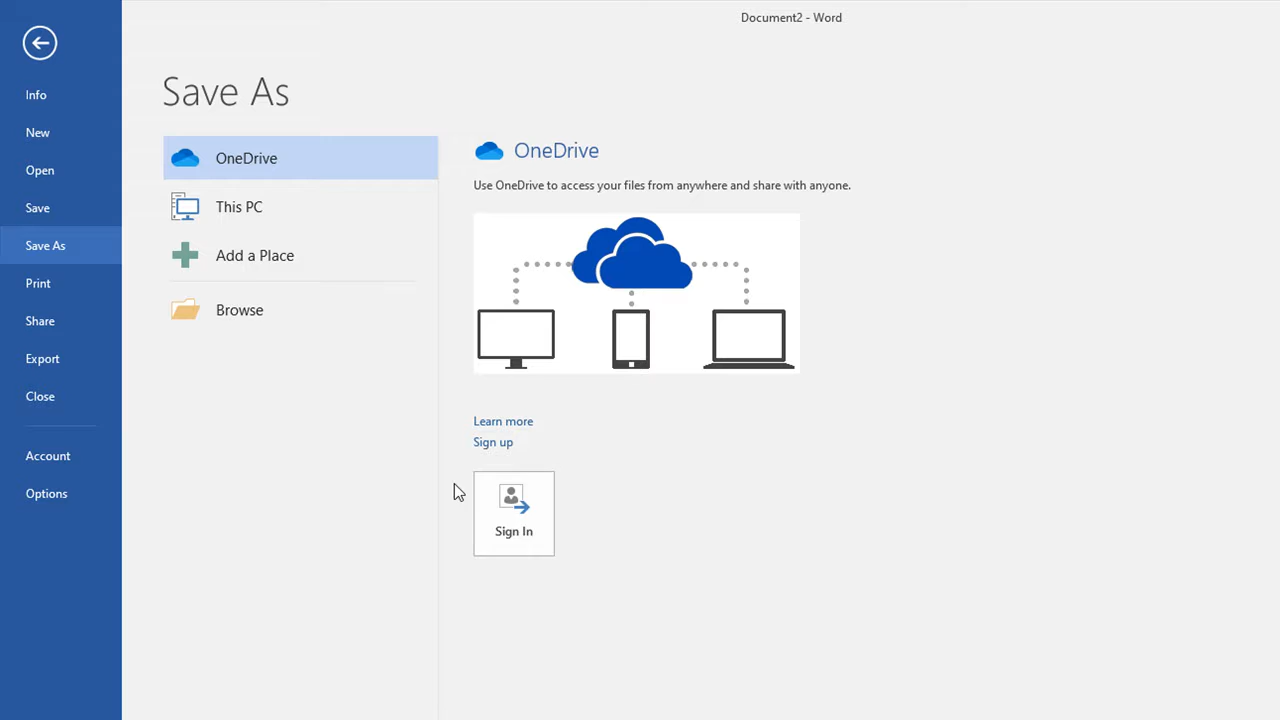 Document2 - Word
Info
New
Open
Save
Save As
Print
Share
Export
Close
Account
Options
Save As
OneDrive
This PC
Add a Place
Browse
OneDrive
Use OneDrive to access your files from anywhere and share with anyone.
Learn more
Sign up
Sign In